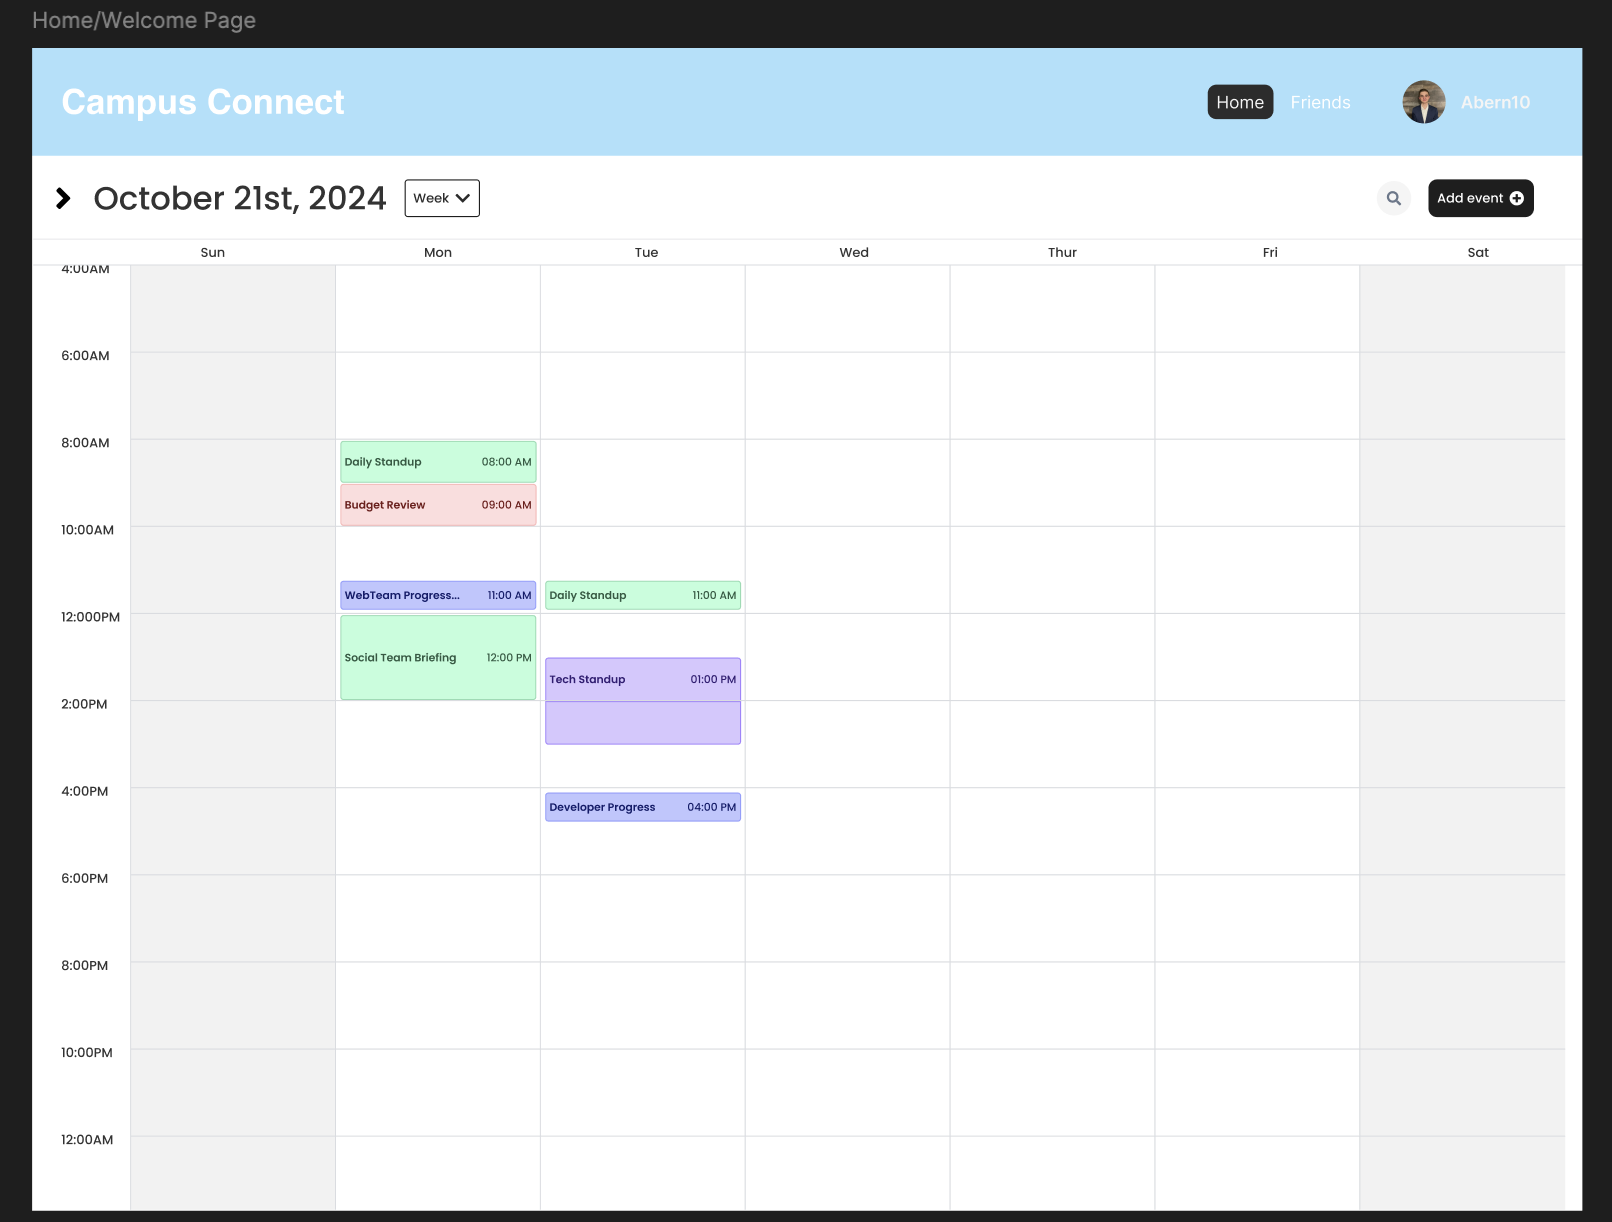 Home/Welcome Page
Campus Connect
Home
Friends
Abern10
October 21st, 2024
Week
Add event
Sun Mon Tue Wed Thur Fri Sat
4:00AM
6:00AM
8:00AM
Daily Standup 08:00 AM
Budget Review 09:00 AM
10:00AM
WebTeam Progress... 11:00 AM
Daily Standup 11:00 AM
12:000PM
Social Team Briefing 12:00 PM
Tech Standup 01:00 PM
2:00PM
4:00PM
Developer Progress 04:00 PM
6:00PM
8:00PM
10:00PM
12:00AM